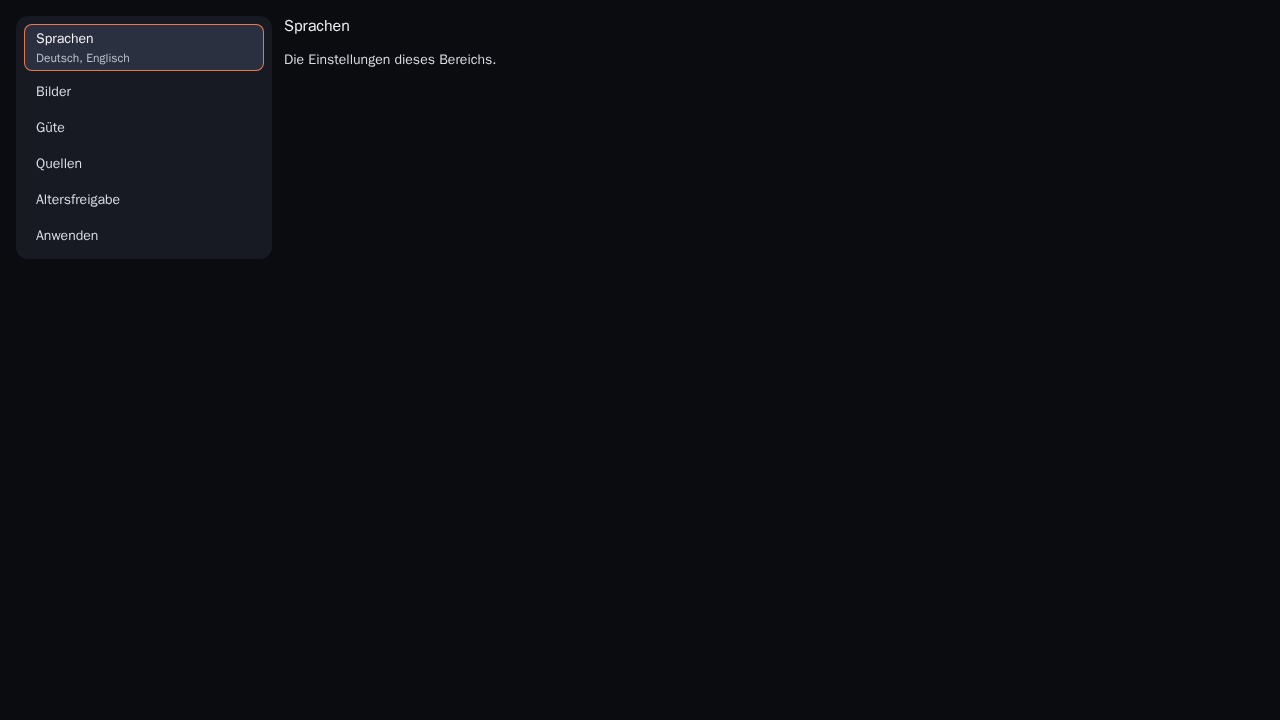 Sprachen
Deutsch, Englisch
Bilder
Güte
Quellen
Altersfreigabe
Anwenden
Sprachen
Die Einstellungen dieses Bereichs.